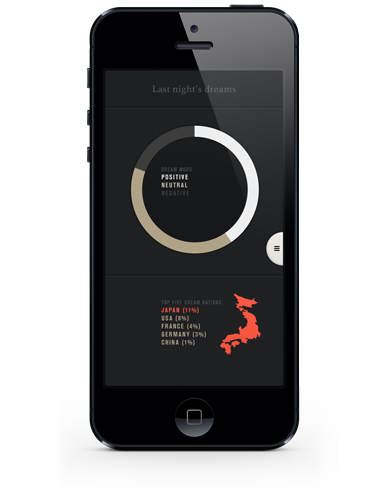 Last night's dreams
DREAM MOOD
POSITIVE
NEUTRAL
NEGATIVE
TOP FIVE DREAM NATIONS
JAPAN (11%)
USA (8%)
FRANCE (4%)
GERMANY (3%)
CHINA (1%)